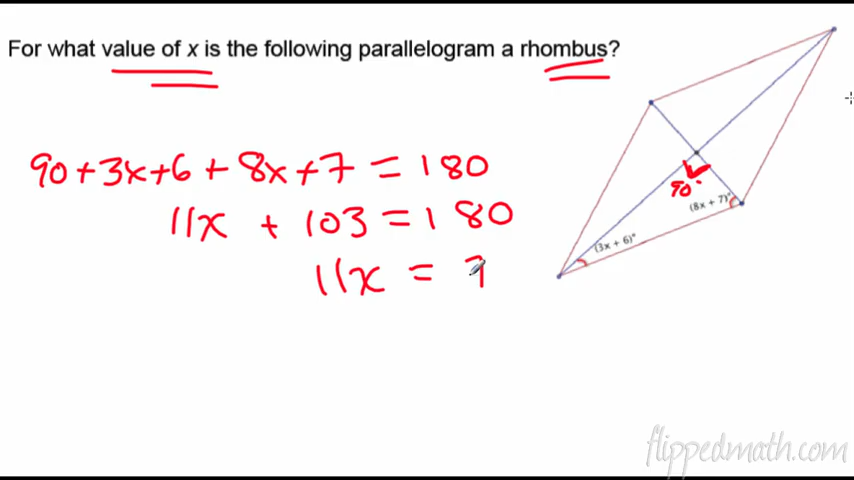 For what value of x is the following parallelogram a rhombus?
90+3x+6+8x+7=180
11x + 103=180
11x = 7
90°
(8x + 7)°
(3x + 6)°
flippedmath.com